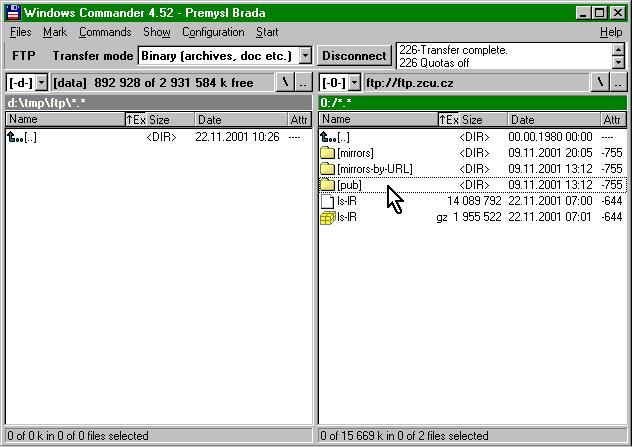 Windows Commander 4.52 - Premysl Brada
Files Mark Commands Show Configuration Start Help
FTP Transfer mode Binary (archives, doc etc.) Disconnect
226-Transfer complete.
226 Quotas off
[-d-] [data] 892 928 of 2 931 584 k free \ ..
[-0-] ftp://ftp.zcu.cz \ ..
d:\tmp\ftp\*.*
0:/*.*
Name ↑Ex Size Date Attr
[..] <DIR> 22.11.2001 10:26 ----
0 of 0 k in 0 of 0 files selected
Name ↑Ex Size Date Attr
[..] <DIR> 00.00.1980 00:00 ----
[mirrors] <DIR> 09.11.2001 20:05 -755
[mirrors-by-URL] <DIR> 09.11.2001 13:12 -755
[pub] <DIR> 09.11.2001 13:12 -755
ls-lR 14 089 792 22.11.2001 07:00 -644
ls-lR gz 1 955 522 22.11.2001 07:01 -644
0 of 15 669 k in 0 of 2 files selected